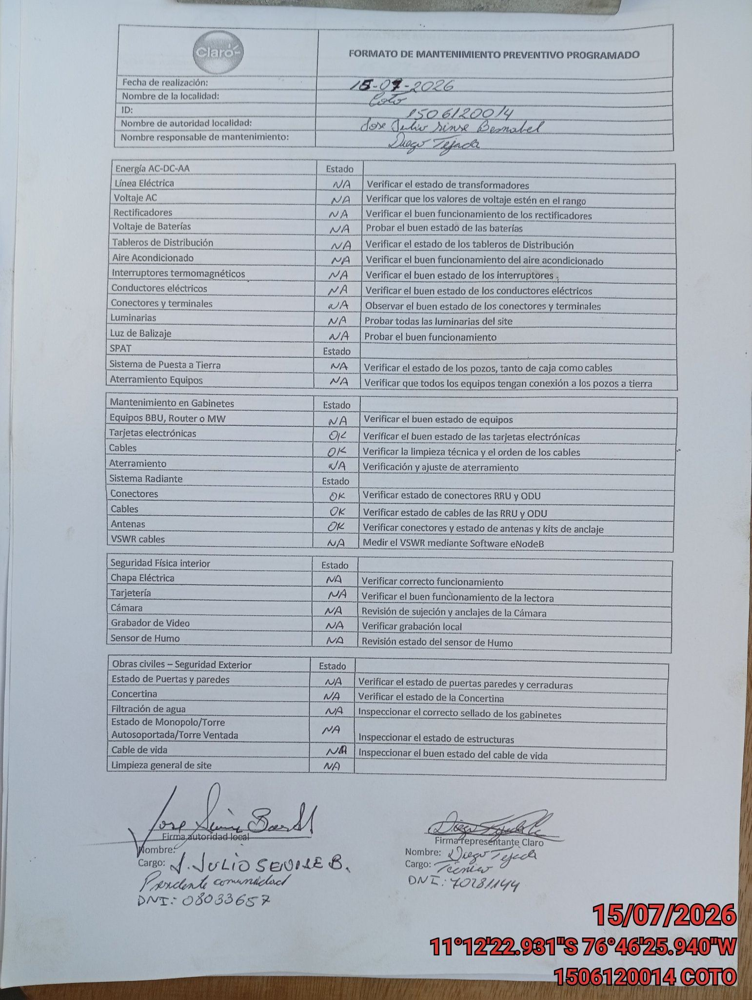 Claro
FORMATO DE MANTENIMIENTO PREVENTIVO PROGRAMADO
Fecha de realización: 15-07-2026
Nombre de la localidad: Coto
ID: 1506120014
Nombre de autoridad localidad: Jose Julio Bernabel
Nombre responsable de mantenimiento: Diego Tejada
Energía AC-DC-AA Estado
Línea Eléctrica NA Verificar el estado de transformadores
Voltaje AC NA Verificar que los valores de voltaje estén en el rango
Rectificadores NA Verificar el buen funcionamiento de los rectificadores
Voltaje de Baterías NA Probar el buen estado de las baterías
Tableros de Distribución NA Verificar el estado de los tableros de Distribución
Aire Acondicionado NA Verificar el buen funcionamiento del aire acondicionado
Interruptores termomagnéticos NA Verificar el buen estado de los interruptores
Conductores eléctricos NA Verificar el buen estado de los conductores eléctricos
Conectores y terminales NA Observar el buen estado de los conectores y terminales
Luminarias NA Probar todas las luminarias del site
Luz de Balizaje NA Probar el buen funcionamiento
SPAT Estado
Sistema de Puesta a Tierra NA Verificar el estado de los pozos, tanto de caja como cables
Aterramiento Equipos NA Verificar que todos los equipos tengan conexión a los pozos a tierra
Mantenimiento en Gabinetes Estado
Equipos BBU, Router o MW NA Verificar el buen estado de equipos
Tarjetas electrónicas OK Verificar el buen estado de las tarjetas electrónicas
Cables OK Verificar la limpieza técnica y el orden de los cables
Aterramiento NA Verificación y ajuste de aterramiento
Sistema Radiante Estado
Conectores OK Verificar estado de conectores RRU y ODU
Cables OK Verificar estado de cables de las RRU y ODU
Antenas OK Verificar conectores y estado de antenas y kits de anclaje
VSWR cables NA Medir el VSWR mediante Software eNodeB
Seguridad Física interior Estado
Chapa Eléctrica NA Verificar correcto funcionamiento
Tarjetería NA Verificar el buen funcionamiento de la lectora
Cámara NA Revisión de sujeción y anclajes de la Cámara
Grabador de Video NA Verificar grabación local
Sensor de Humo NA Revisión estado del sensor de Humo
Obras civiles – Seguridad Exterior Estado
Estado de Puertas y paredes NA Verificar el estado de puertas paredes y cerraduras
Concertina NA Verificar el estado de la Concertina
Filtración de agua NA Inspeccionar el correcto sellado de los gabinetes
Estado de Monopolo/Torre
Autosoportada/Torre Ventada NA Inspeccionar el estado de estructuras
Cable de vida NA Inspeccionar el buen estado del cable de vida
Limpieza general de site NA
Jose
Firma autoridad local
Nombre:
Cargo: J. JULIO B.
Presidente comunidad
DNI: 08033657
Diego Tejada
Firma representante Claro
Nombre: Diego Tejada
Cargo: Técnico
DNI: 70281144
15/07/2026
11°12'22.931"S 76°46'25.940"W
1506120014 COTO